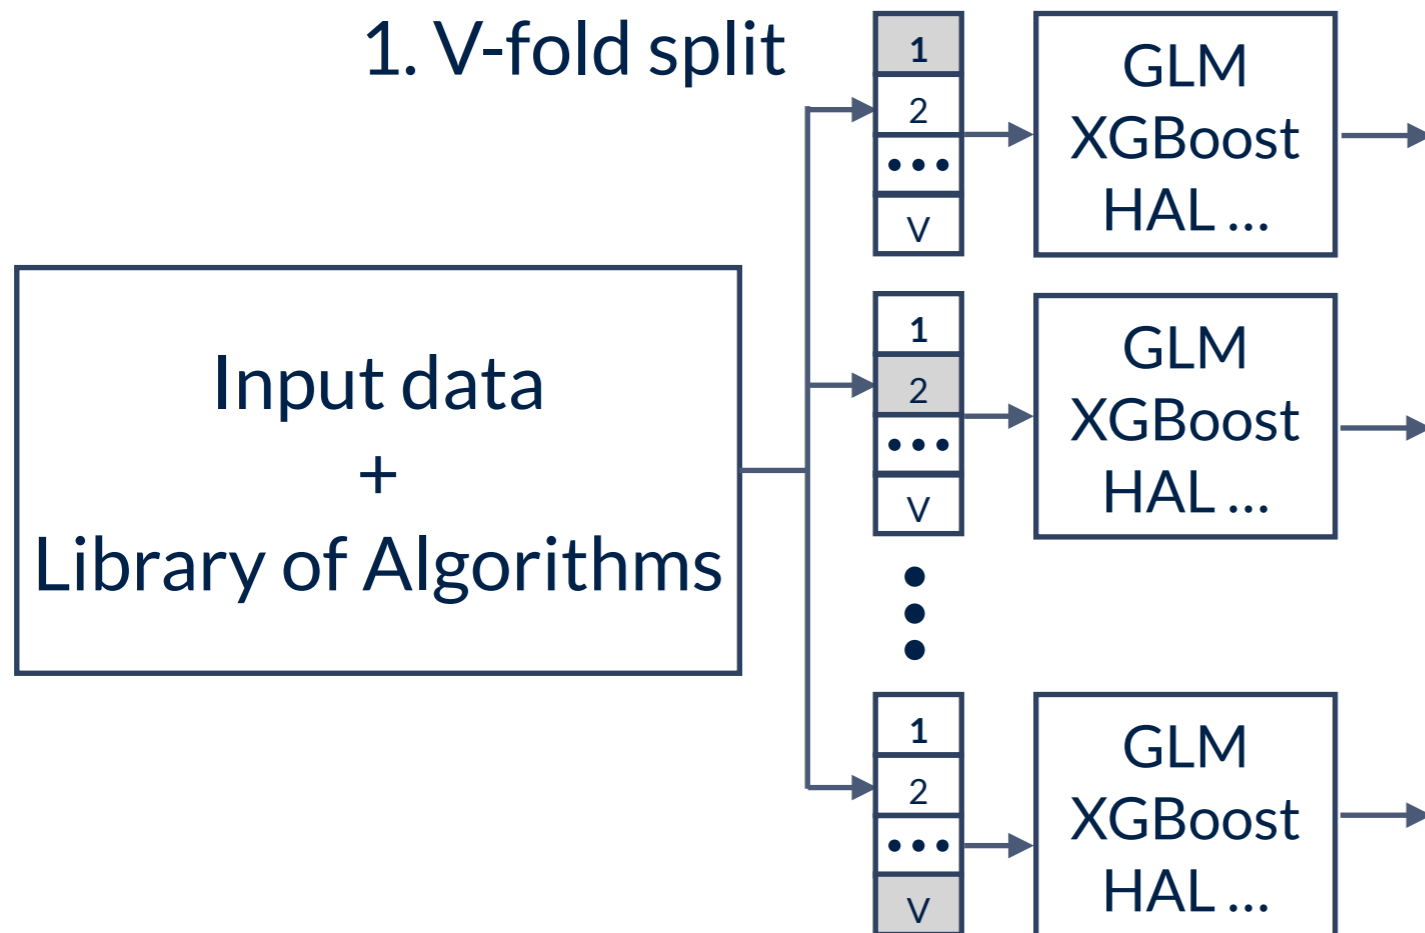 1. V-fold split
1
2
•••
V
GLM
XGBoost
HAL ...
Input data
+
Library of Algorithms
1
2
•••
V
GLM
XGBoost
HAL ...
1
2
•••
V
GLM
XGBoost
HAL ...